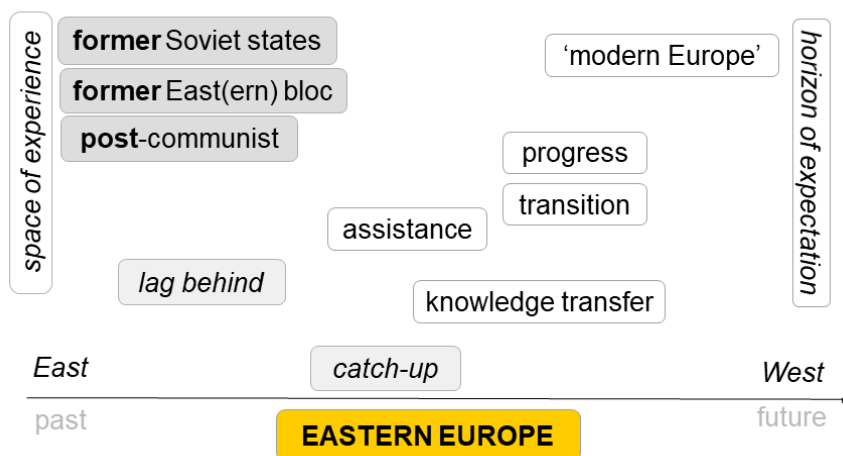 space of experience
former Soviet states
former East(ern) bloc
post-communist
‘modern Europe’
horizon of expectation
progress
transition
assistance
lag behind
knowledge transfer
East
catch-up
West
past
EASTERN EUROPE
future